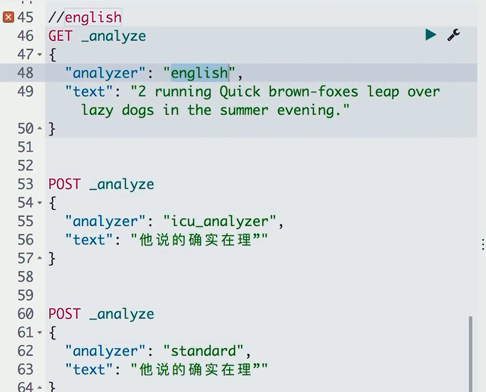 45 //english
46 GET _analyze
47 {
48 "analyzer": "english",
49 "text": "2 running Quick brown-foxes leap over
lazy dogs in the summer evening."
50 }
51
52
53 POST _analyze
54 {
55 "analyzer": "icu_analyzer",
56 "text": "他说的确实在理”"
57 }
58
59
60 POST _analyze
61 {
62 "analyzer": "standard",
63 "text": "他说的确实在理”"
64 }